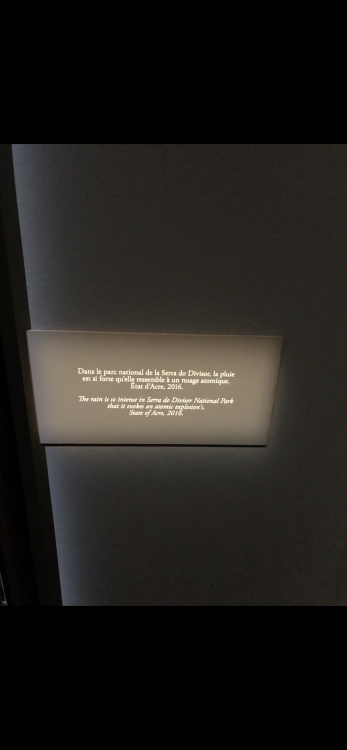 Dans le parc national de la Serra do Divisor, la pluie
est si forte qu'elle ressemble à un nuage atomique.
État d'Acre, 2016.
The rain is so intense in Serra do Divisor National Park
that it evokes an atomic explosion's.
State of Acre, 2016.